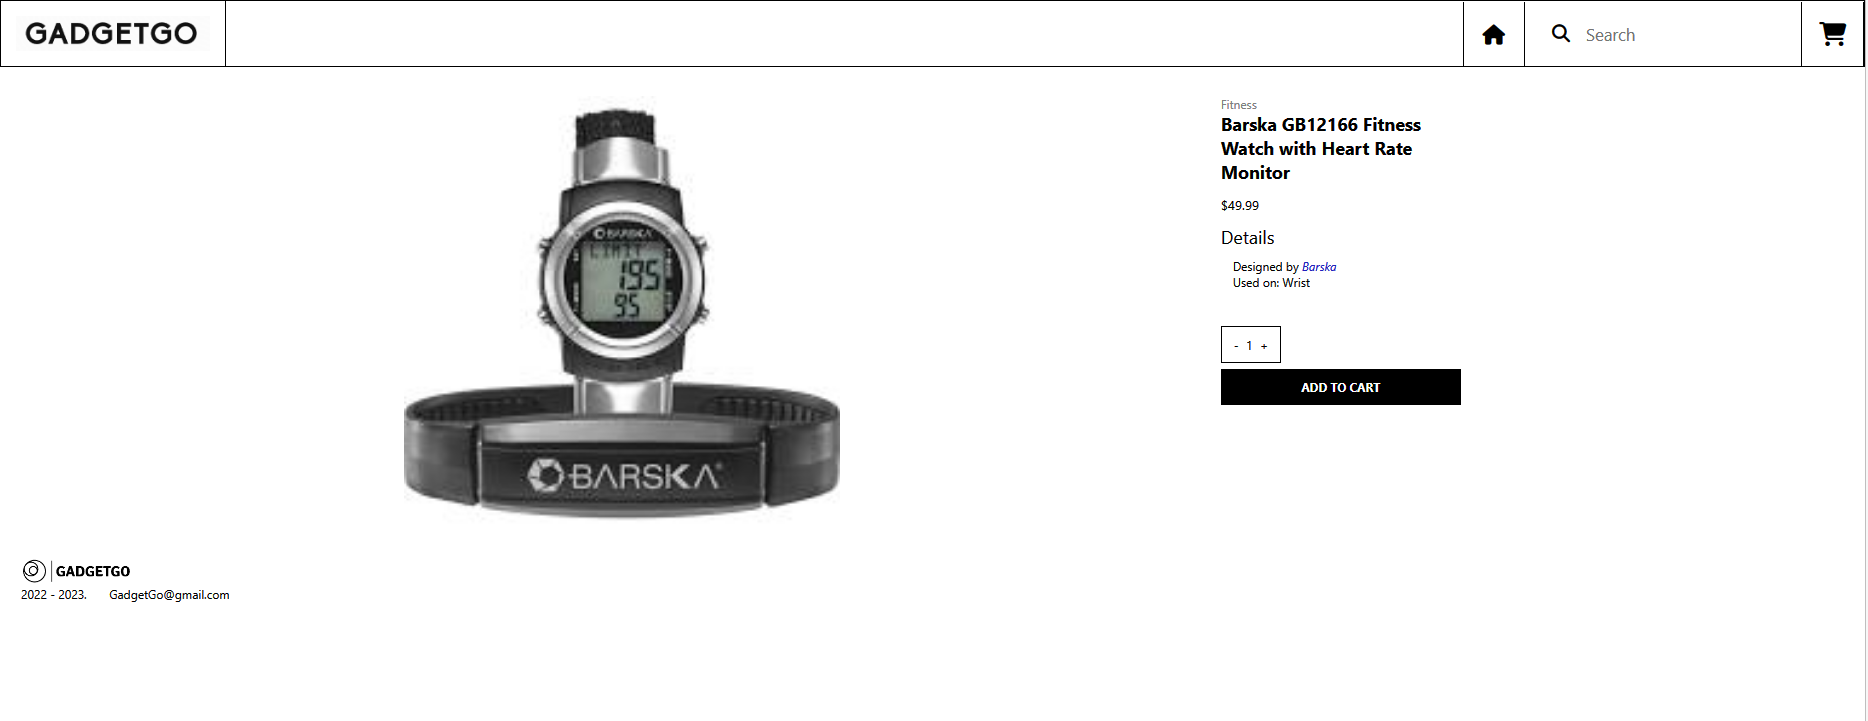 GADGETGO
Search
Fitness
Barska GB12166 Fitness
Watch with Heart Rate
Monitor
$49.99
Details
Designed by Barska
Used on: Wrist
- 1 +
ADD TO CART
BARSKA
LIMIT
195
95
BARSKA®
GADGETGO
2022 - 2023. GadgetGo@gmail.com